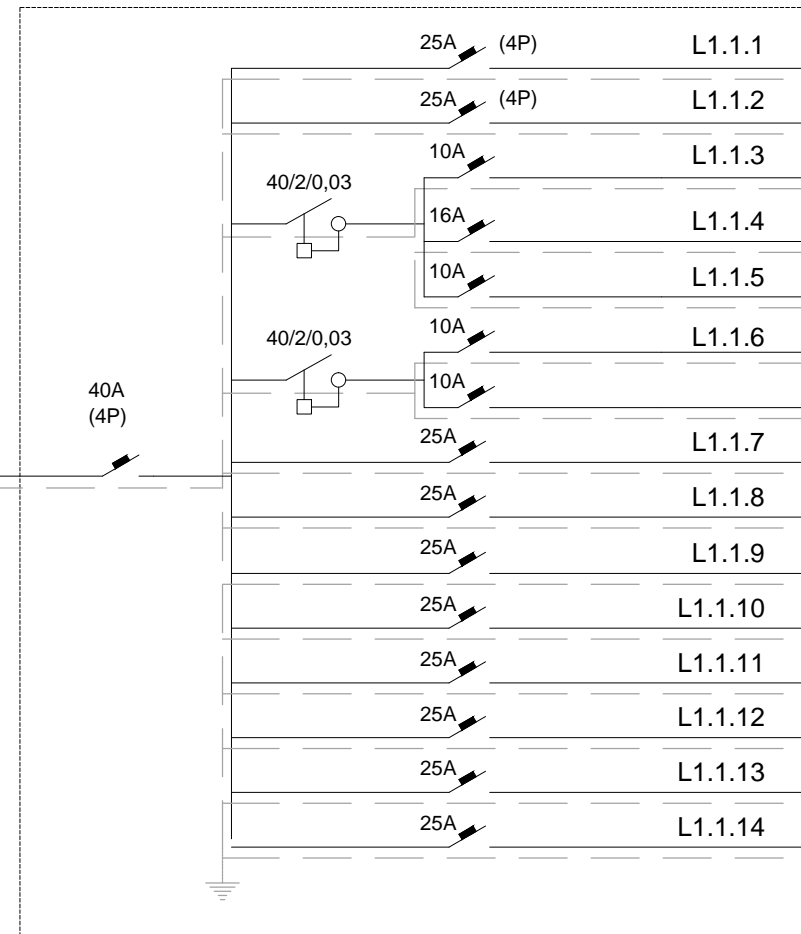 25A (4P) L1.1.1
25A (4P) L1.1.2
10A L1.1.3
40/2/0,03
16A L1.1.4
10A L1.1.5
10A L1.1.6
40/2/0,03
10A
40A
(4P)
25A L1.1.7
25A L1.1.8
25A L1.1.9
25A L1.1.10
25A L1.1.11
25A L1.1.12
25A L1.1.13
25A L1.1.14